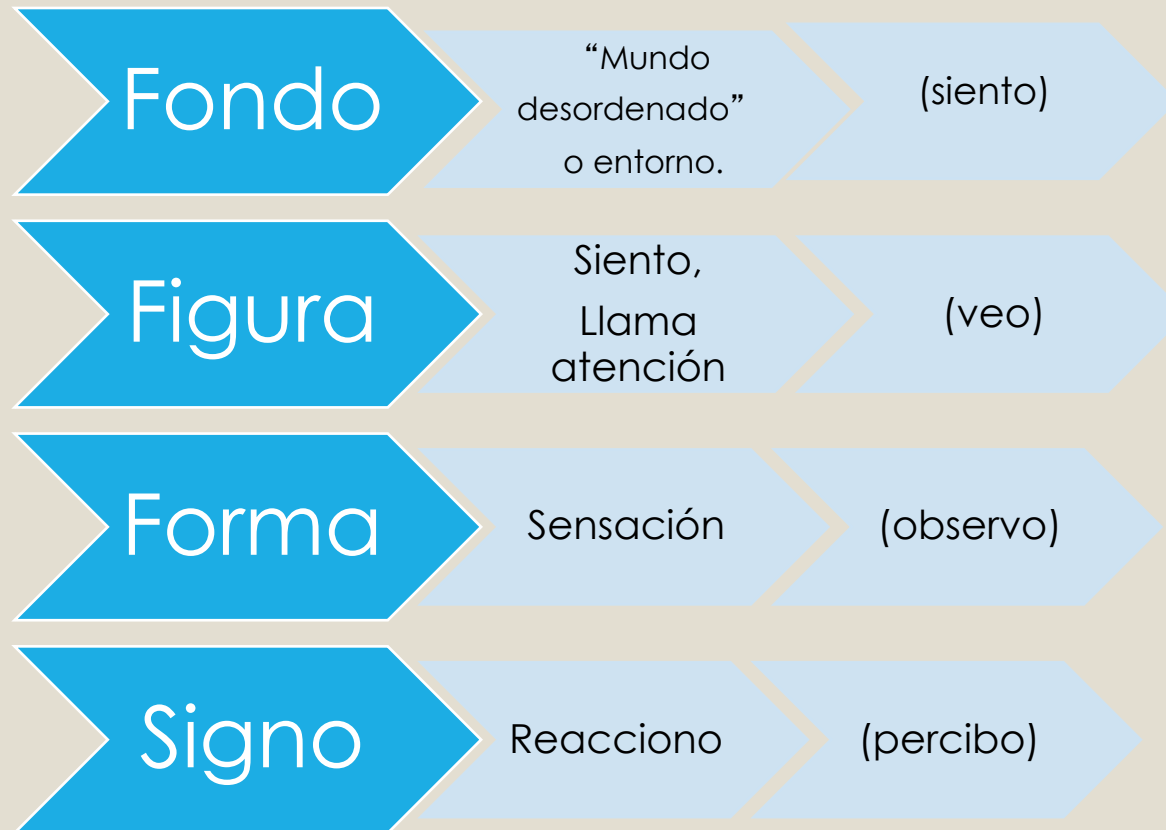 Fondo
“Mundo
desordenado”
o entorno.
(siento)
Figura
Siento,
Llama
atención
(veo)
Forma
Sensación
(observo)
Signo
Reacciono
(percibo)